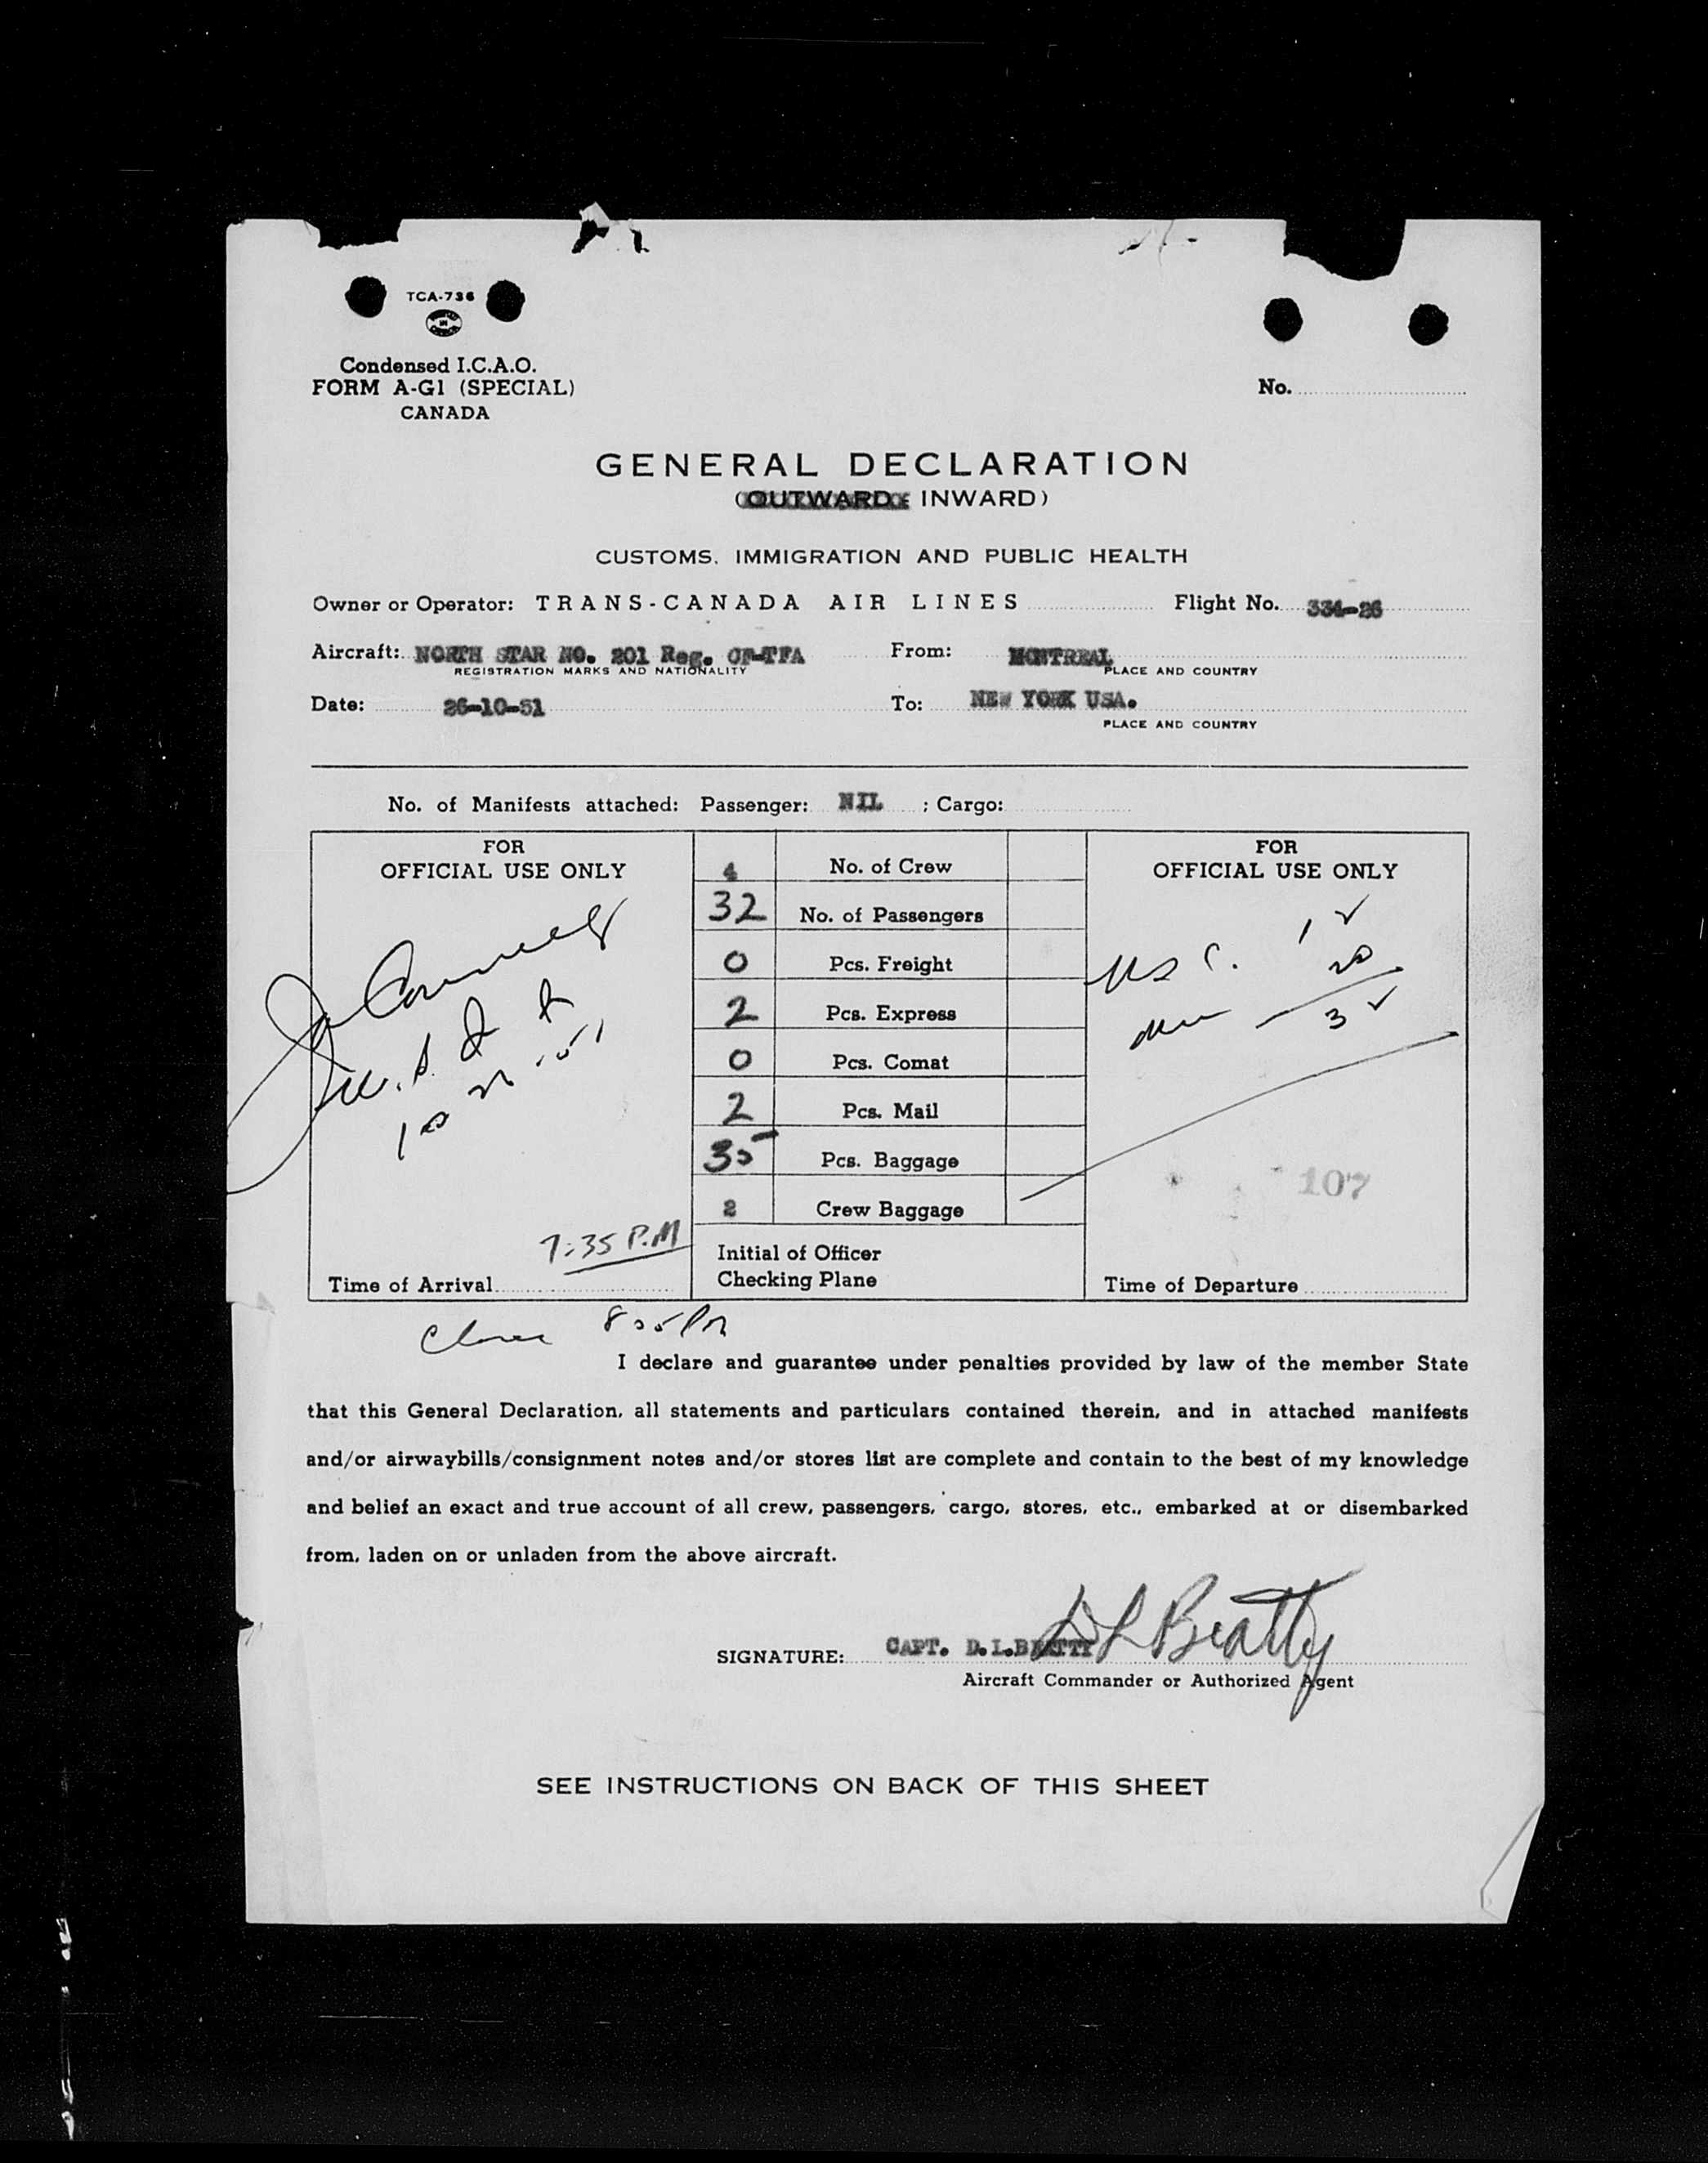 TCA-736
Condensed I.C.A.O.
FORM A-G1 (SPECIAL)
CANADA
No.
GENERAL DECLARATION
(OUTWARD INWARD)
CUSTOMS, IMMIGRATION AND PUBLIC HEALTH
Owner or Operator: TRANS-CANADA AIR LINES Flight No. 334-26
Aircraft: NORTH STAR NO. 201 Reg. CF-TFA From: MONTREAL
REGISTRATION MARKS AND NATIONALITY PLACE AND COUNTRY
Date: 26-10-51 To: NEW YORK USA.
PLACE AND COUNTRY
No. of Manifests attached: Passenger: NIL ; Cargo:
FOR
OFFICIAL USE ONLY
4 No. of Crew
32 No. of Passengers
0 Pcs. Freight
2 Pcs. Express
0 Pcs. Comat
2 Pcs. Mail
35 Pcs. Baggage
2 Crew Baggage
Initial of Officer
Checking Plane
7:35 P.M
Time of Arrival
FOR
OFFICIAL USE ONLY
107
Time of Departure
805 PM
I declare and guarantee under penalties provided by law of the member State
that this General Declaration, all statements and particulars contained therein, and in attached manifests
and/or airwaybills/consignment notes and/or stores list are complete and contain to the best of my knowledge
and belief an exact and true account of all crew, passengers, cargo, stores, etc., embarked at or disembarked
from, laden on or unladen from the above aircraft.
SIGNATURE: CAPT. D.L.BEATTY D L Beatty
Aircraft Commander or Authorized Agent
SEE INSTRUCTIONS ON BACK OF THIS SHEET